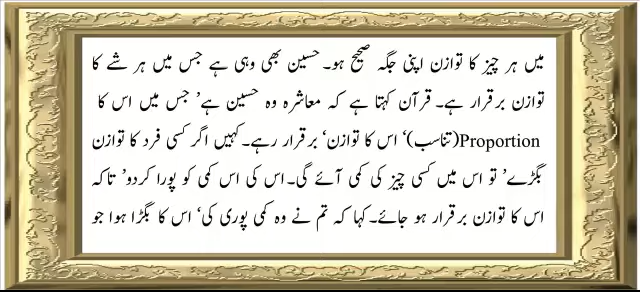 میں ہر چیز کا توازن اپنی جگہ صحیح ہو۔ حسین بھی وہی ہے جس میں ہر شے کا
توازن برقرار ہے۔ قرآن کہتا ہے کہ معاشرہ وہ حسین ہے’ جس میں اس کا
Proportion(تناسب)‘ اس کا توازن‘ برقرار رہے۔ کہیں اگر کسی فرد کا توازن
بگڑے’ تو اس میں کسی چیز کی کمی آئے گی۔ اس کی اس کمی کو پورا کردو’ تاکہ
اس کا توازن برقرار ہو جائے۔ کہا کہ تم نے وہ کمی پوری کی‘ اس کا بگڑا ہوا جو